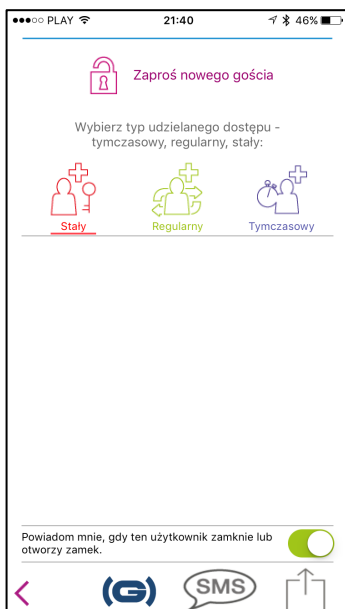 PLAY 21:40 46%
Zaproś nowego gościa
Wybierz typ udzielanego dostępu -
tymczasowy, regularny, stały:
Stały Regularny Tymczasowy
Powiadom mnie, gdy ten użytkownik zamknie lub
otworzy zamek.
(G) SMS